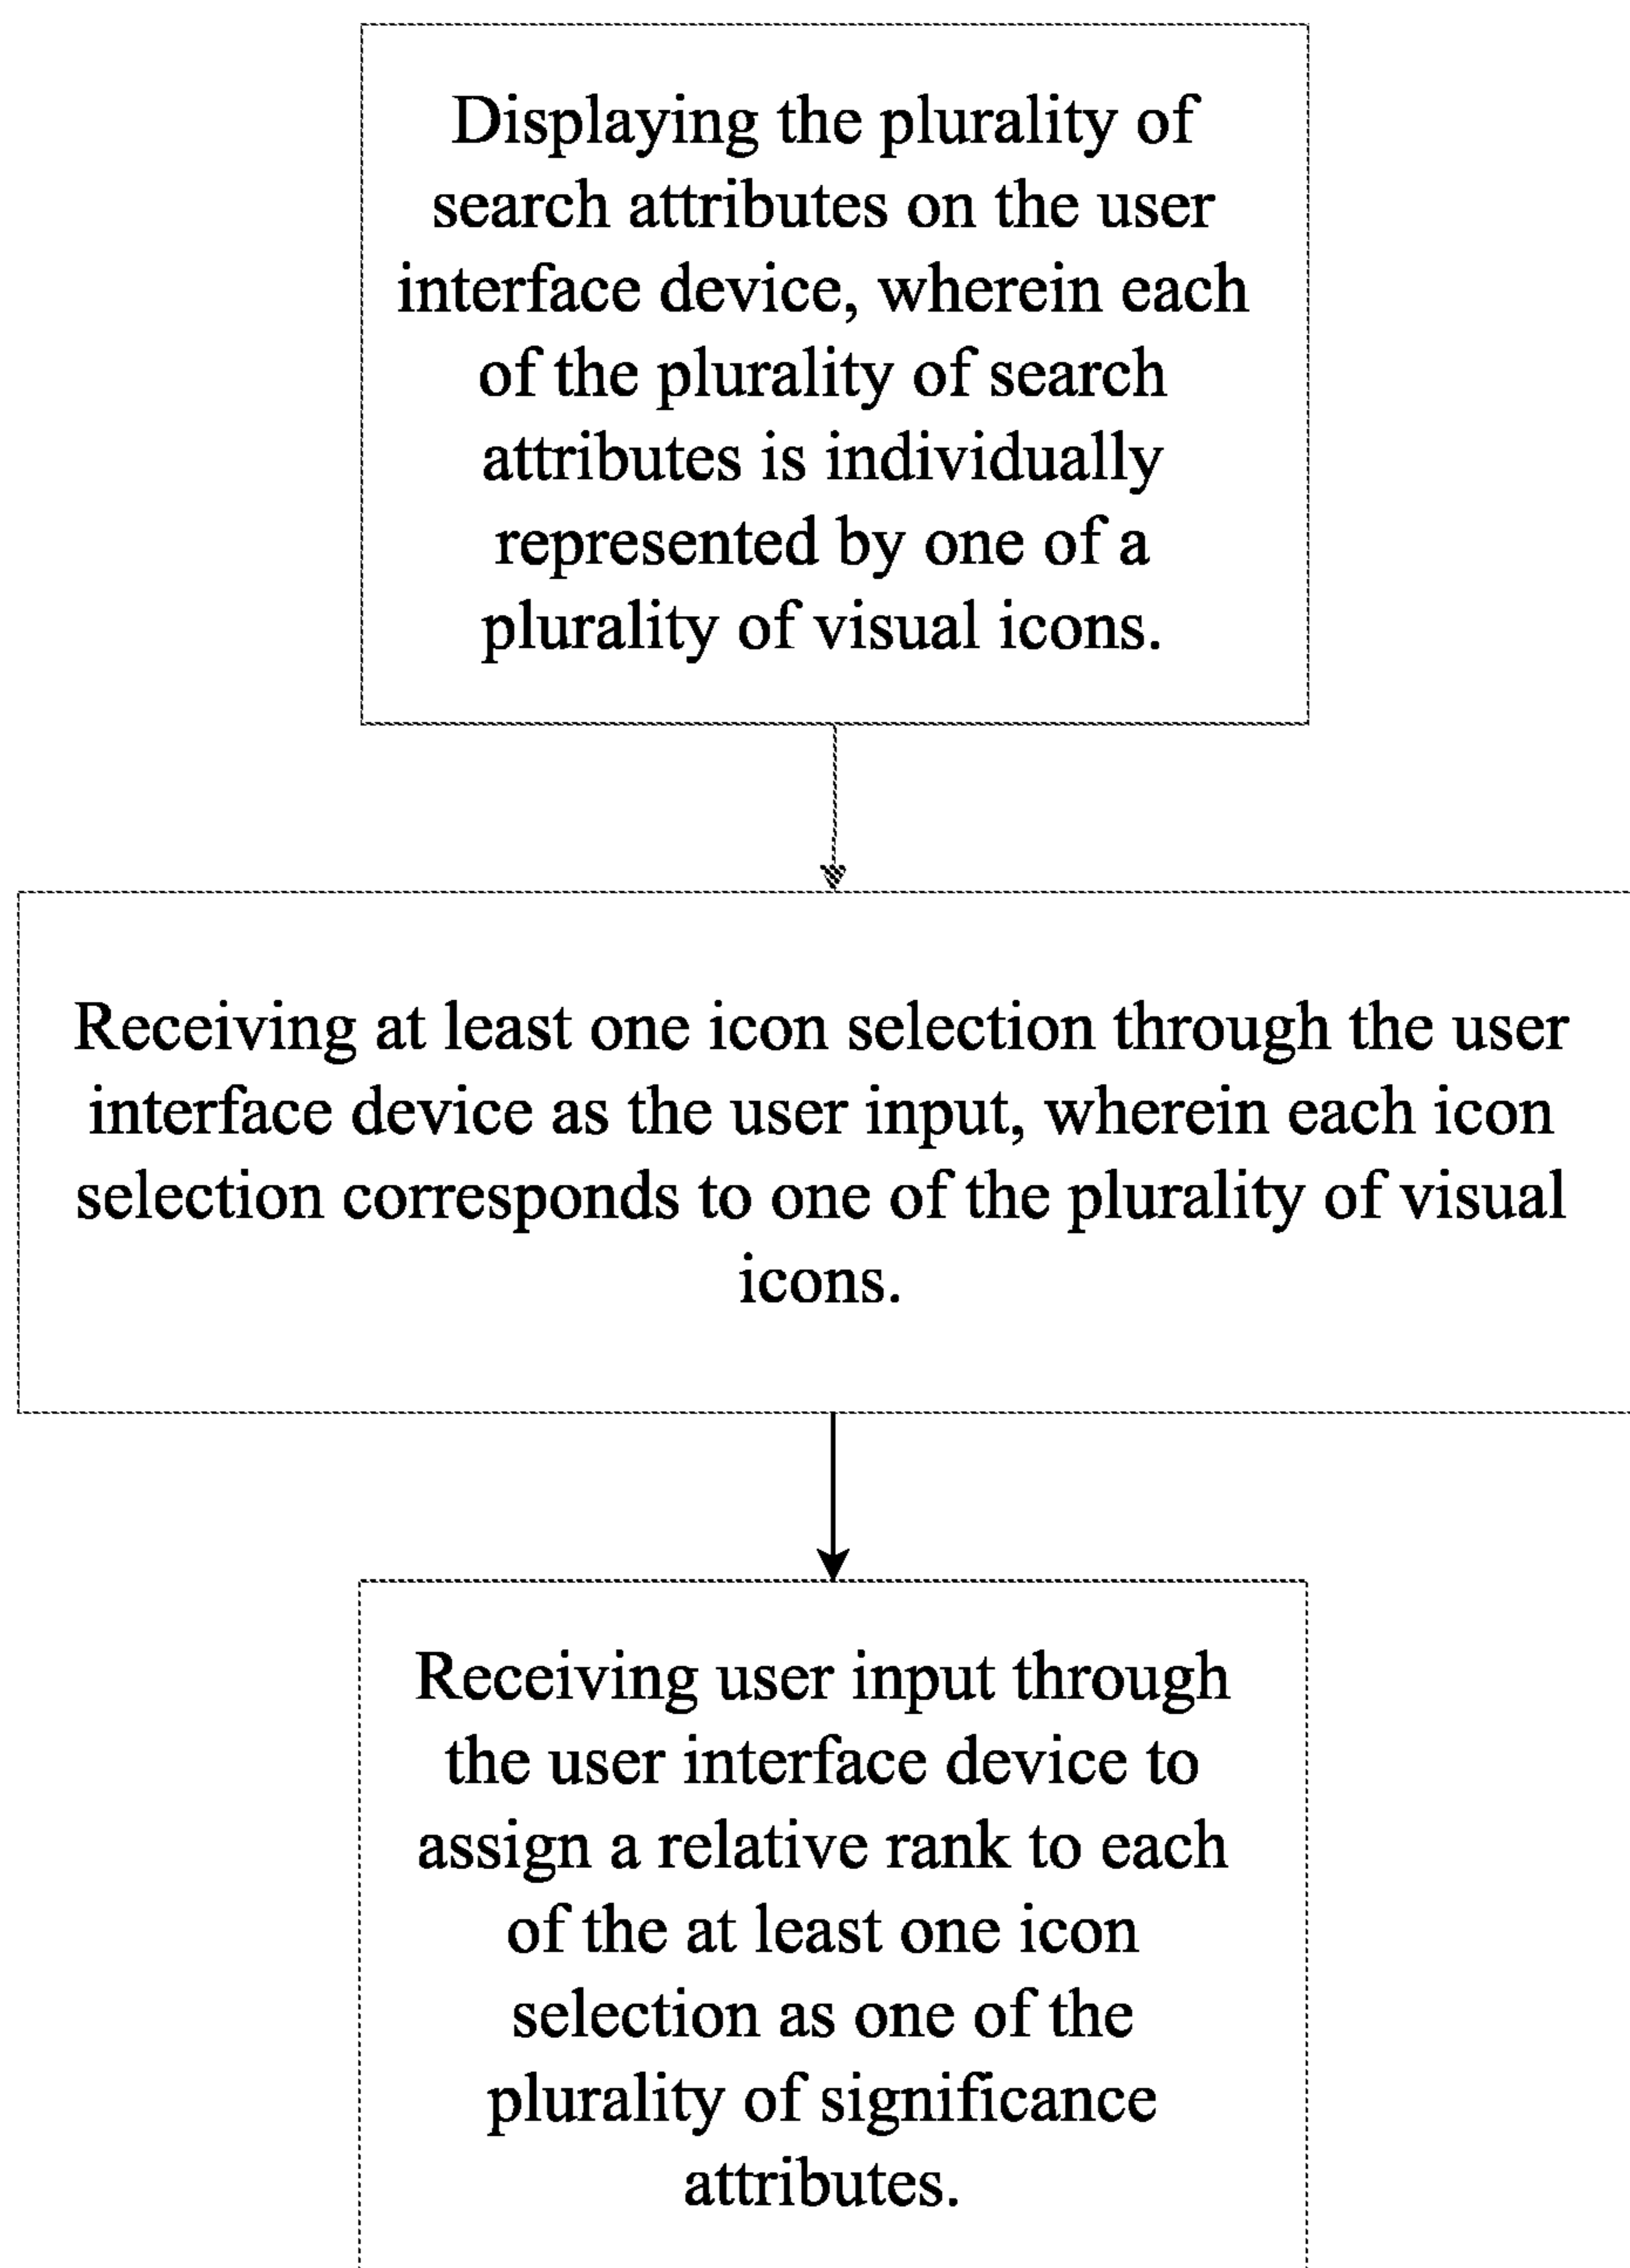 Displaying the plurality of
search attributes on the user
interface device, wherein each
of the plurality of search
attributes is individually
represented by one of a
plurality of visual icons.
Receiving at least one icon selection through the user
interface device as the user input, wherein each icon
selection corresponds to one of the plurality of visual
icons.
Receiving user input through
the user interface device to
assign a relative rank to each
of the at least one icon
selection as one of the
plurality of significance
attributes.